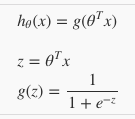 hθ(x) = g(θᵀx)
z = θᵀx
g(z) = 1 / (1 + e⁻ᶻ)